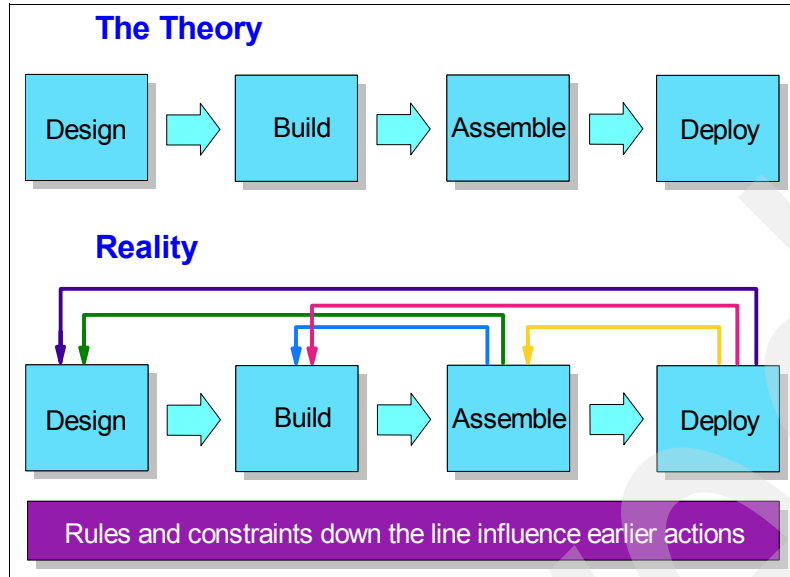 The Theory
Design
Build
Assemble
Deploy
Reality
Design
Build
Assemble
Deploy
Rules and constraints down the line influence earlier actions